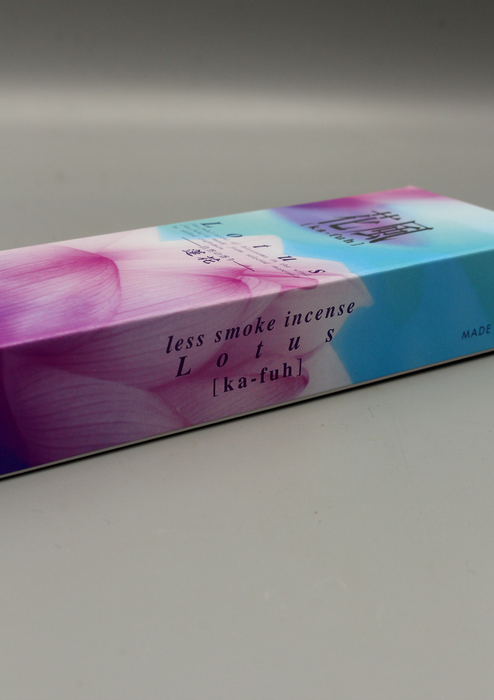 花風
[ka-fuh]
Lotus
蓮花
less smoke incense
Lotus
[ka-fuh]
MADE